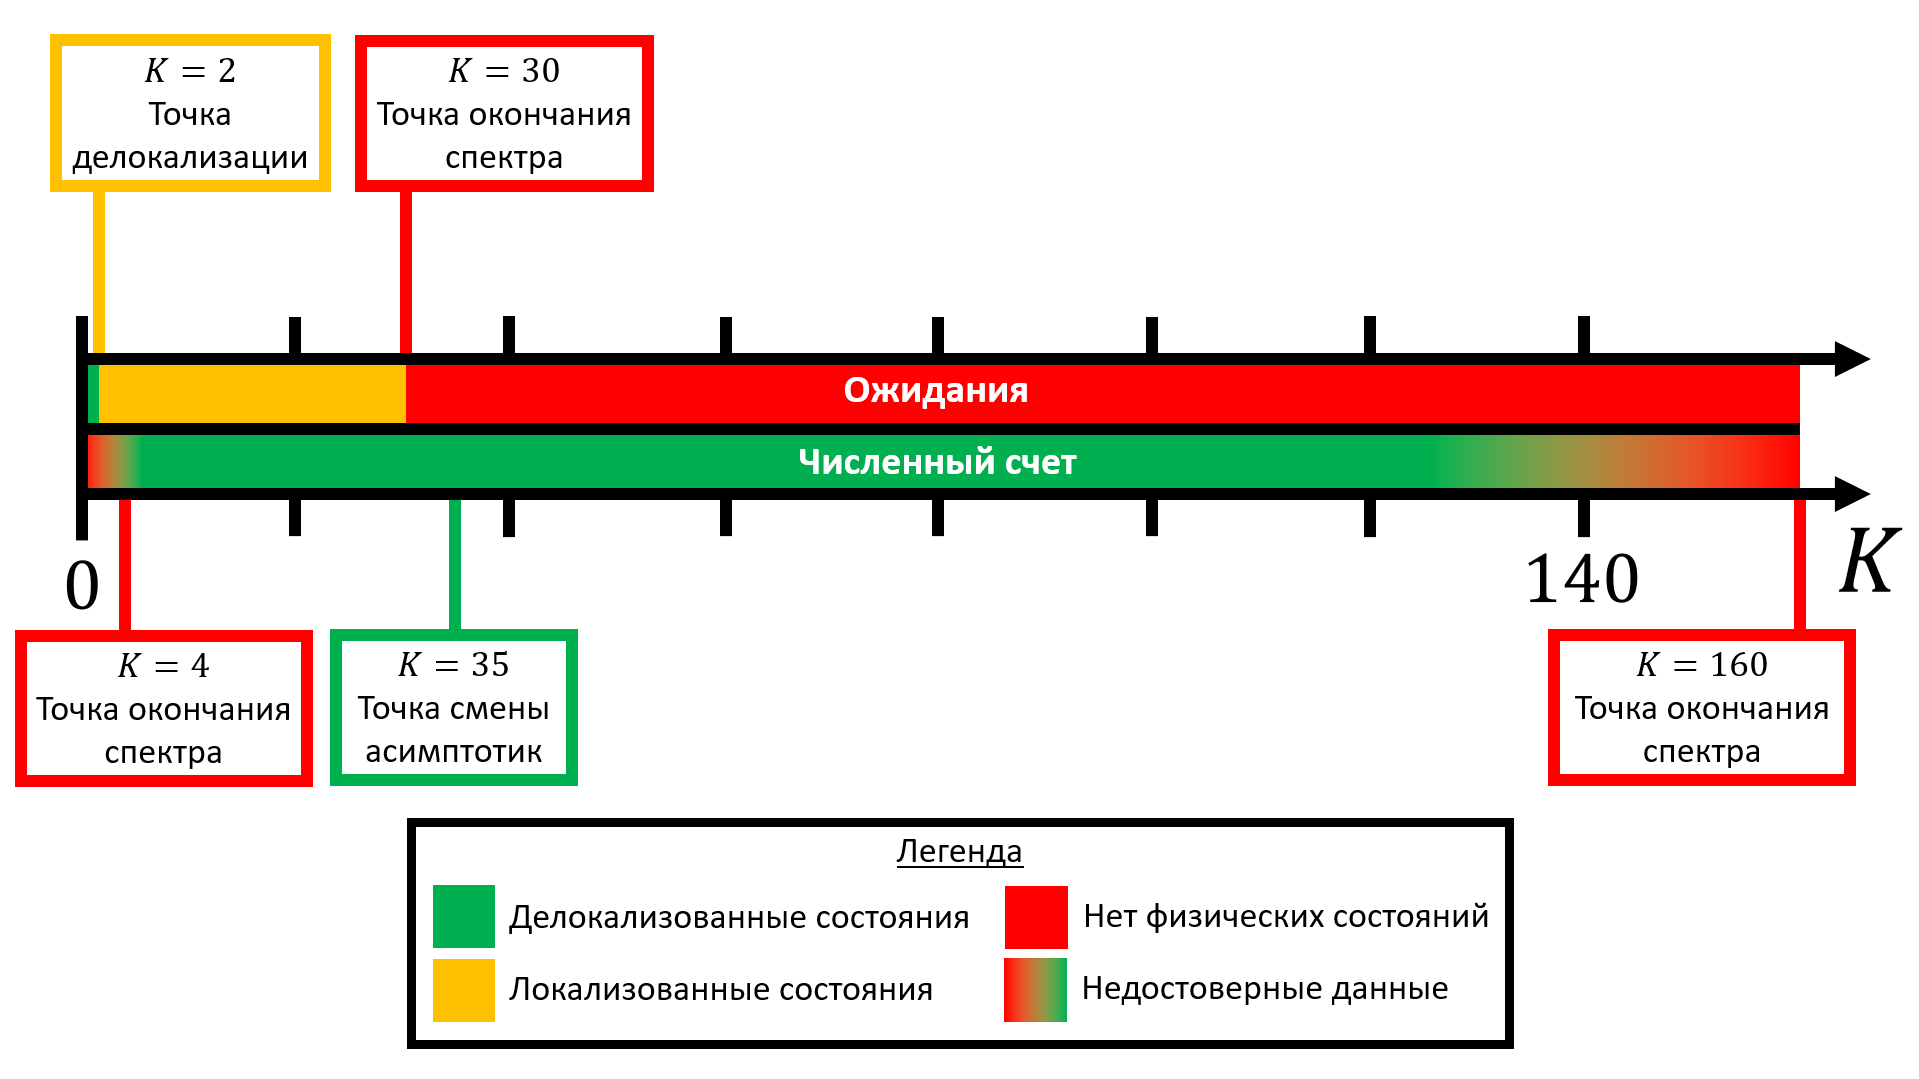 K = 2
Точка
делокализации
K = 30
Точка окончания
спектра
Ожидания
Численный счет
0
140
K
K = 4
Точка окончания
спектра
K = 35
Точка смены
асимптотик
K = 160
Точка окончания
спектра
Легенда
Делокализованные состояния
Нет физических состояний
Локализованные состояния
Недостоверные данные